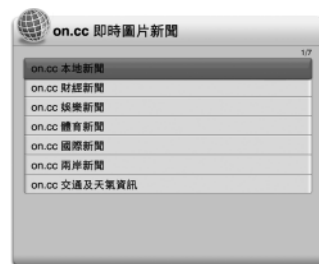 on.cc 即時圖片新聞
1/7
on.cc 本地新聞
on.cc 財經新聞
on.cc 娛樂新聞
on.cc 體育新聞
on.cc 國際新聞
on.cc 兩岸新聞
on.cc 交通及天氣資訊